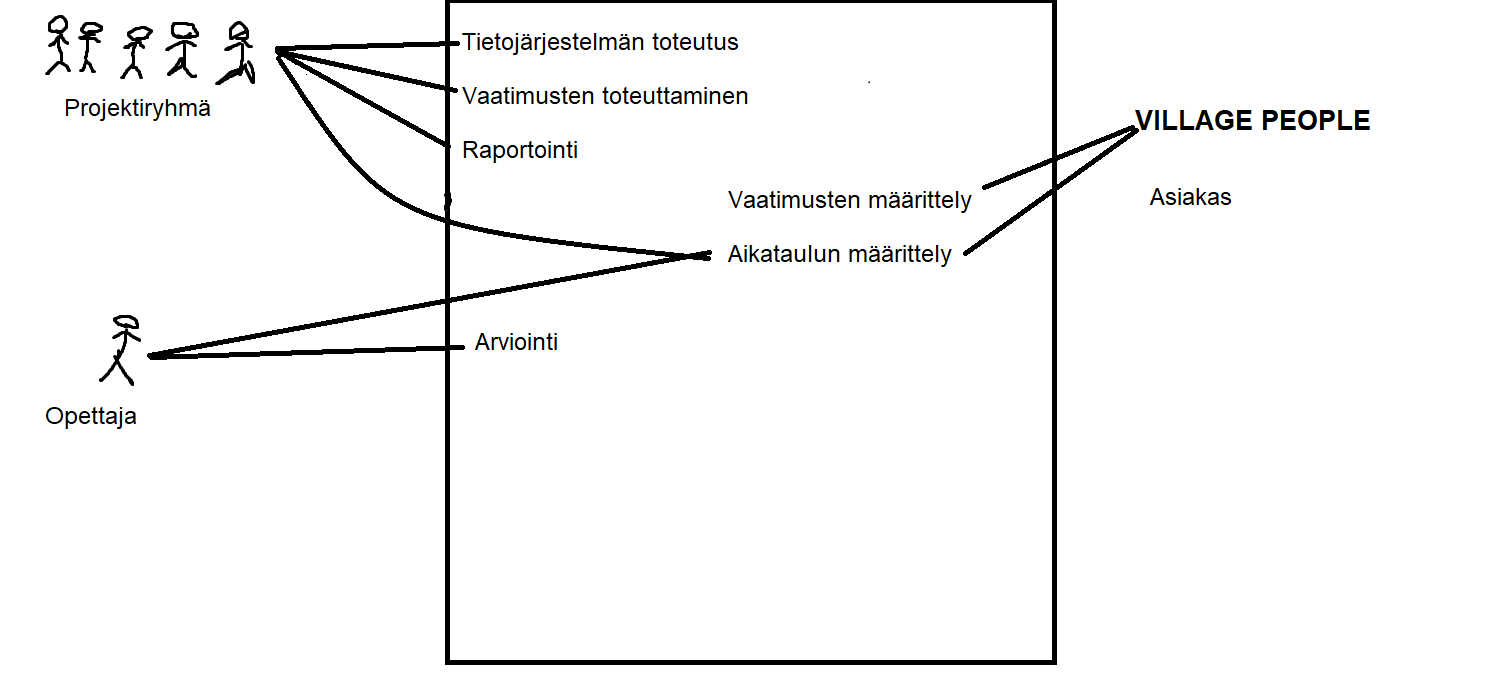 Projektiryhmä
Tietojärjestelmän toteutus
Vaatimusten toteuttaminen
Raportointi
Vaatimusten määrittely
Aikataulun määrittely
Arviointi
Opettaja
VILLAGE PEOPLE
Asiakas